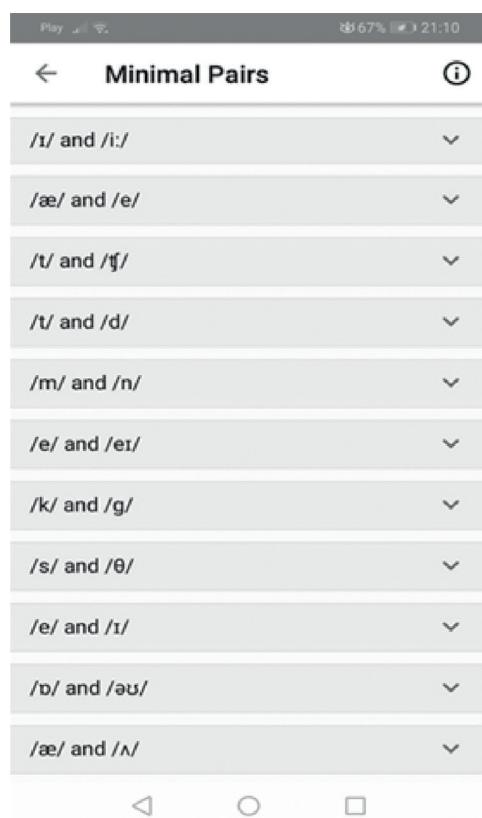 Play 67% 21:10
Minimal Pairs
/ɪ/ and /i:/
/æ/ and /e/
/t/ and /ʧ/
/t/ and /d/
/m/ and /n/
/e/ and /eɪ/
/k/ and /g/
/s/ and /θ/
/e/ and /ɪ/
/ɒ/ and /əʊ/
/æ/ and /ʌ/